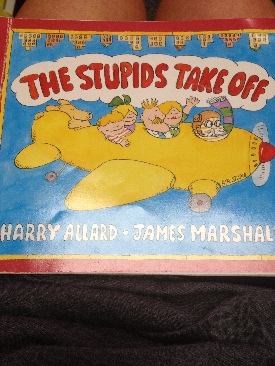 THE STUPIDS TAKE OFF
HARRY ALLARD • JAMES MARSHAL